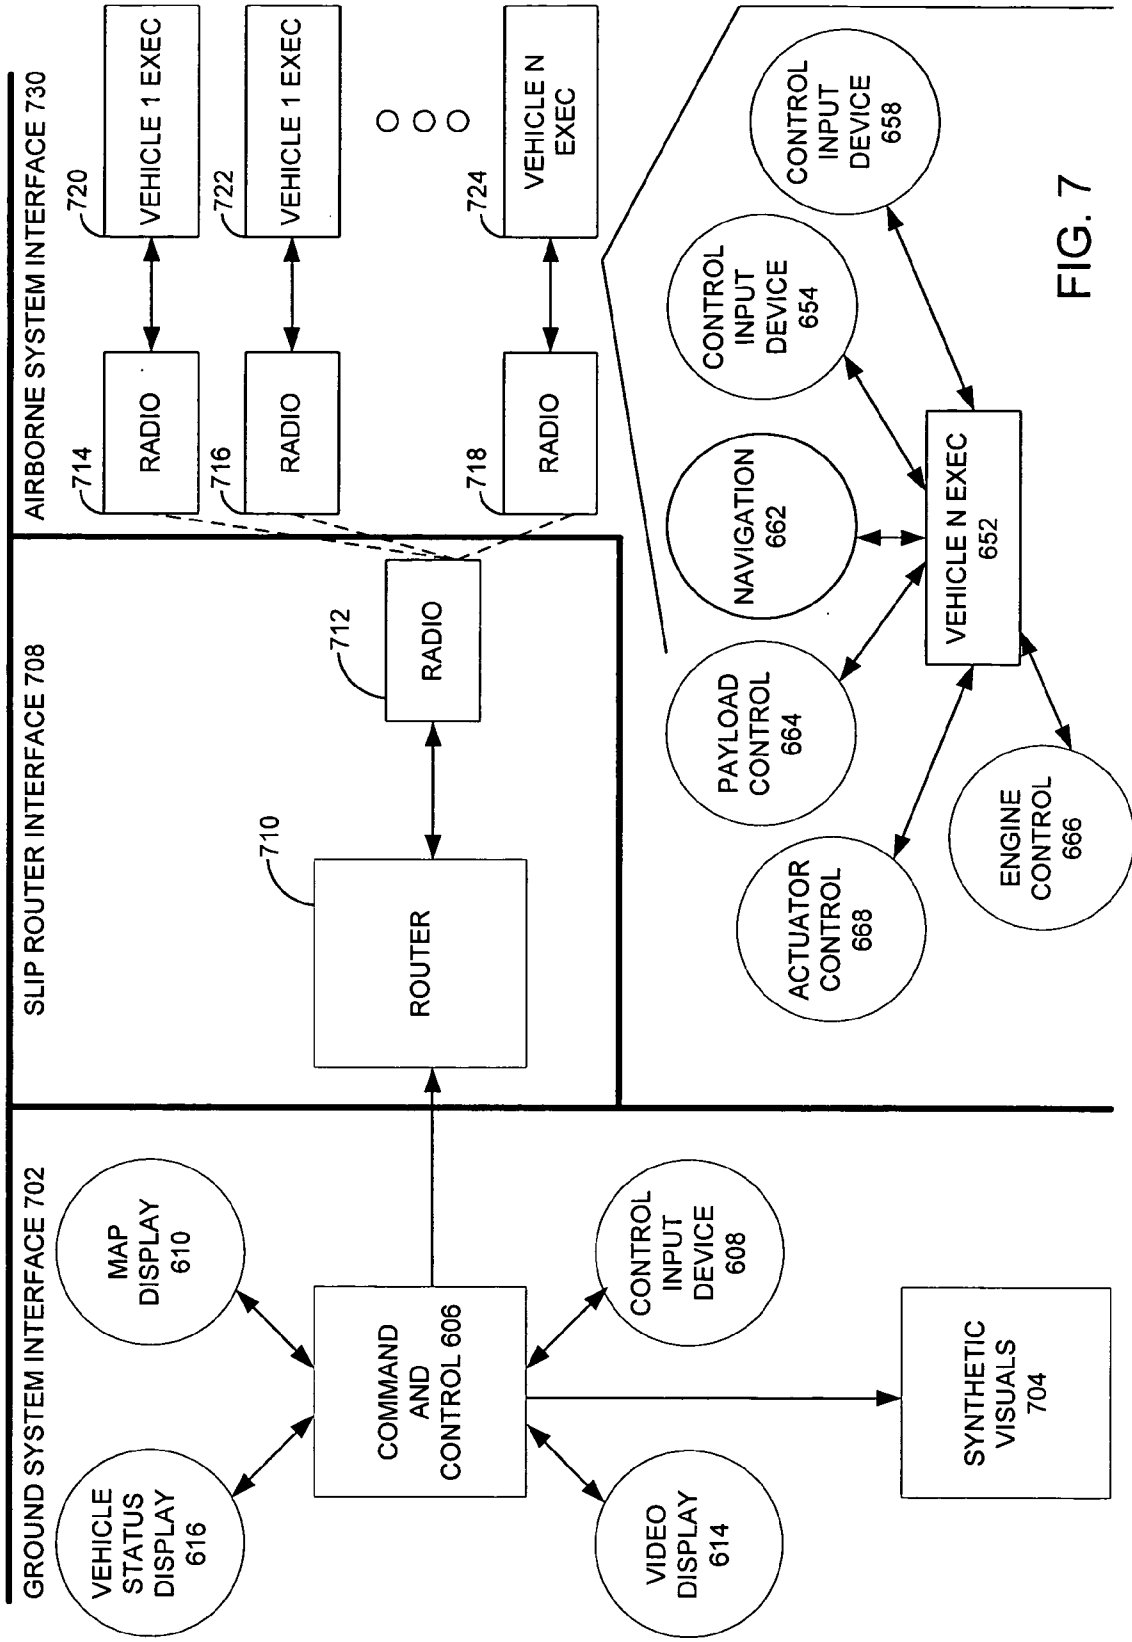 GROUND SYSTEM INTERFACE 702
SLIP ROUTER INTERFACE 708
AIRBORNE SYSTEM INTERFACE 730
VEHICLE
STATUS
DISPLAY
616
MAP
DISPLAY
610
COMMAND
AND
CONTROL 606
VIDEO
DISPLAY
614
CONTROL
INPUT
DEVICE
608
SYNTHETIC
VISUALS
704
710
ROUTER
712
RADIO
714
RADIO
720
VEHICLE 1 EXEC
716
RADIO
722
VEHICLE 1 EXEC
718
RADIO
724
VEHICLE N
EXEC
ACTUATOR
CONTROL
668
PAYLOAD
CONTROL
664
NAVIGATION
662
CONTROL
INPUT
DEVICE
654
CONTROL
INPUT
DEVICE
658
VEHICLE N EXEC
652
ENGINE
CONTROL
666
FIG. 7